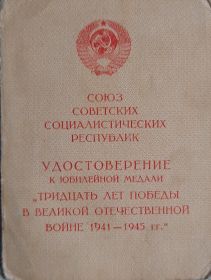 СОЮЗ
СОВЕТСКИХ
СОЦИАЛИСТИЧЕСКИХ
РЕСПУБЛИК
УДОСТОВЕРЕНИЕ
К ЮБИЛЕЙНОЙ МЕДАЛИ
„ТРИДЦАТЬ ЛЕТ ПОБЕДЫ
В ВЕЛИКОЙ ОТЕЧЕСТВЕННОЙ
ВОЙНЕ 1941—1945 гг.“